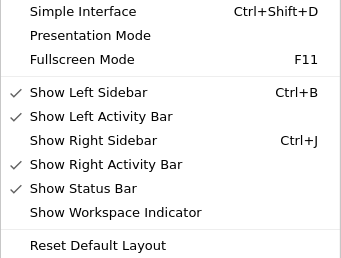 Simple Interface Ctrl+Shift+D
Presentation Mode
Fullscreen Mode F11
Show Left Sidebar Ctrl+B
Show Left Activity Bar
Show Right Sidebar Ctrl+J
Show Right Activity Bar
Show Status Bar
Show Workspace Indicator
Reset Default Layout